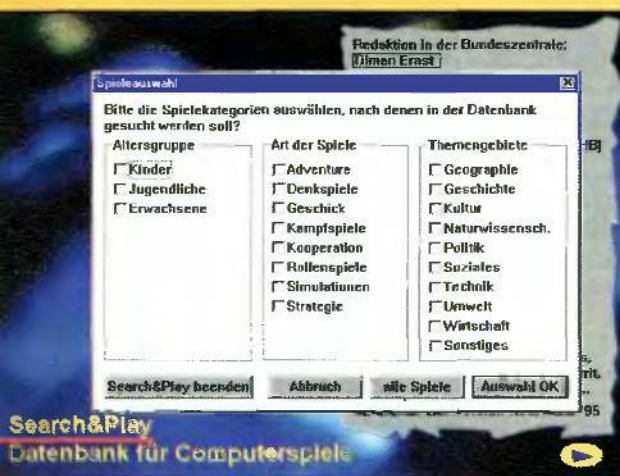 Redaktion in der Bundeszentrale:
Tilman Ernst
Spieleauswahl
Bitte die Spielekategorien auswählen, nach denen in der Datenbank
gesucht werden soll?
Altersgruppe
Kinder
Jugendliche
Erwachsene
Art der Spiele
Adventure
Denkspiele
Geschick
Kampfspiele
Kooperation
Rollenspiele
Simulationen
Strategie
Themengebiete
Geographie
Geschichte
Kultur
Naturwissensch.
Politik
Soziales
Technik
Umwelt
Wirtschaft
Sonstiges
Search&Play beenden
Abbruch
alle Spiele
Auswahl OK
Search&Play
Datenbank für Computerspiele